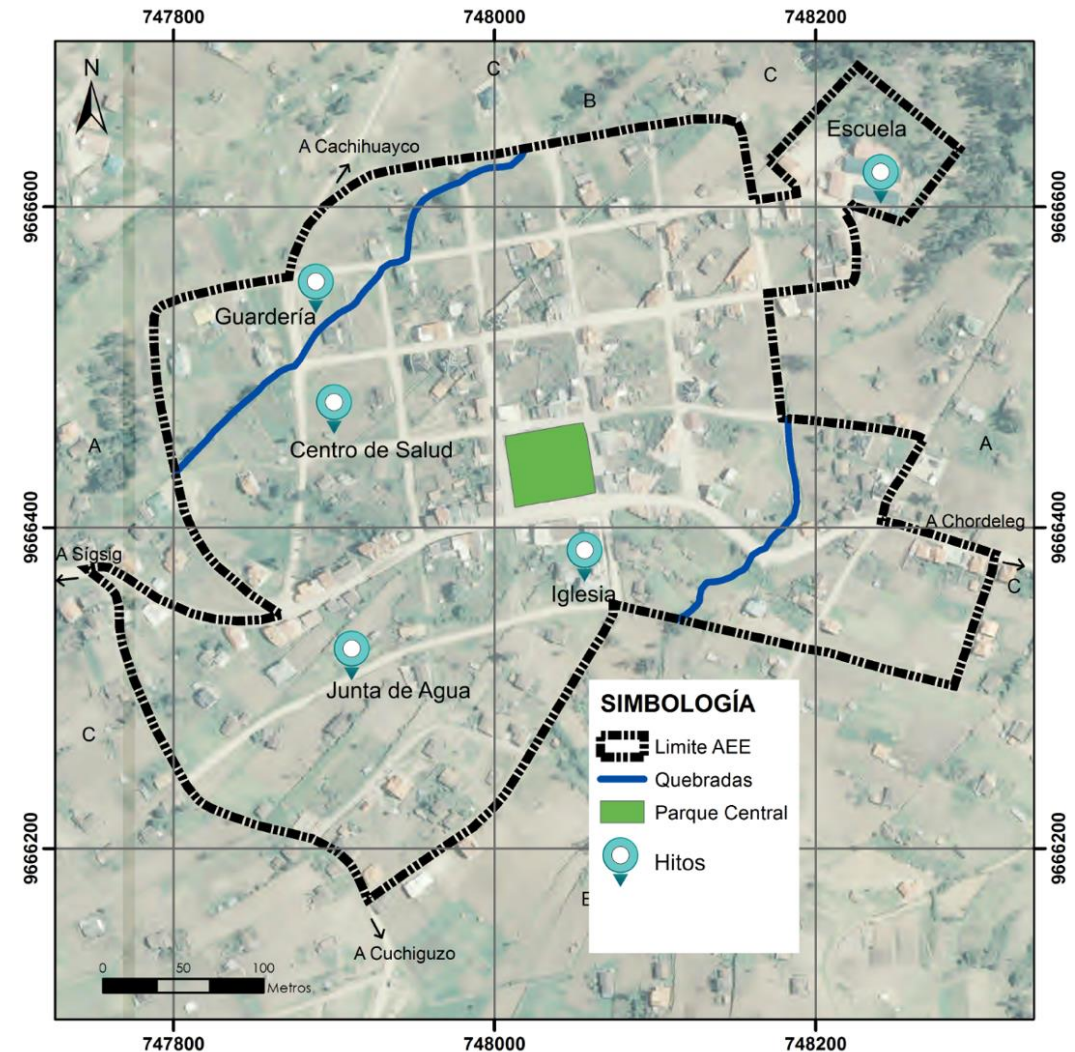 747800 748000 748200
N
C
C
B
Escuela
A Cachihuayco
9666600
9666600
Guardería
A
Centro de Salud
A
9666400
9666400
A Chordeleg
A Sigsig
C
Iglesia
Junta de Agua
C
SIMBOLOGÍA
Limite AEE
Quebradas
Parque Central
Hitos
9666200
9666200
A Cuchiguzo
0 50 100
Metros
747800 748000 748200